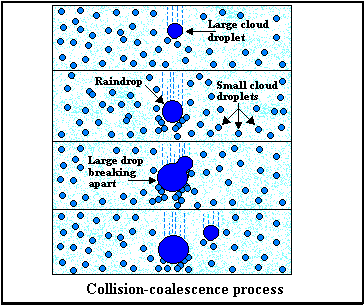 Large cloud
droplet
Raindrop
Small cloud
droplets
Large drop
breaking
apart
Collision-coalescence process